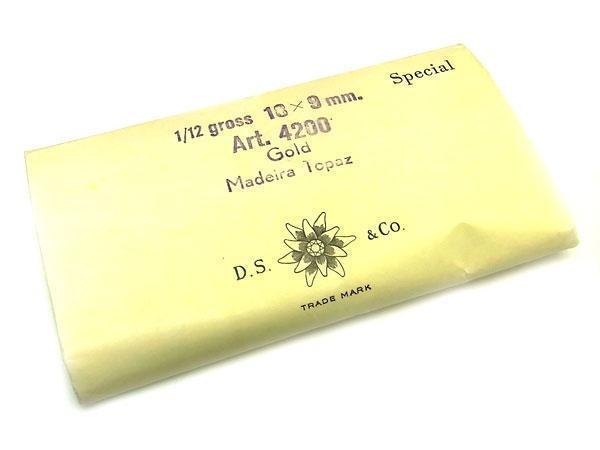 Special
1/12 gross 18×9 mm.
Art. 4200
Gold
Madeira Topaz
D.S. & Co.
TRADE MARK